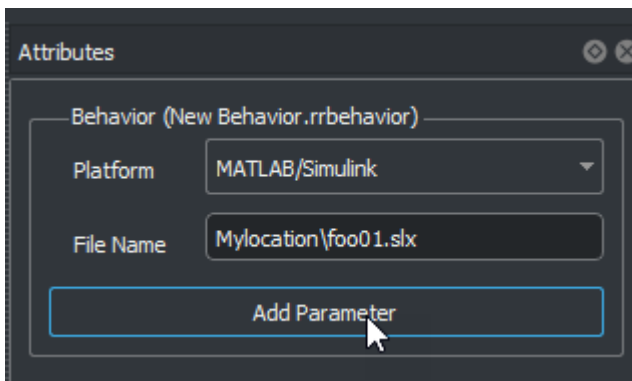 Attributes
Behavior (New Behavior.rrbehavior)
Platform MATLAB/Simulink
File Name Mylocation\foo01.slx
Add Parameter